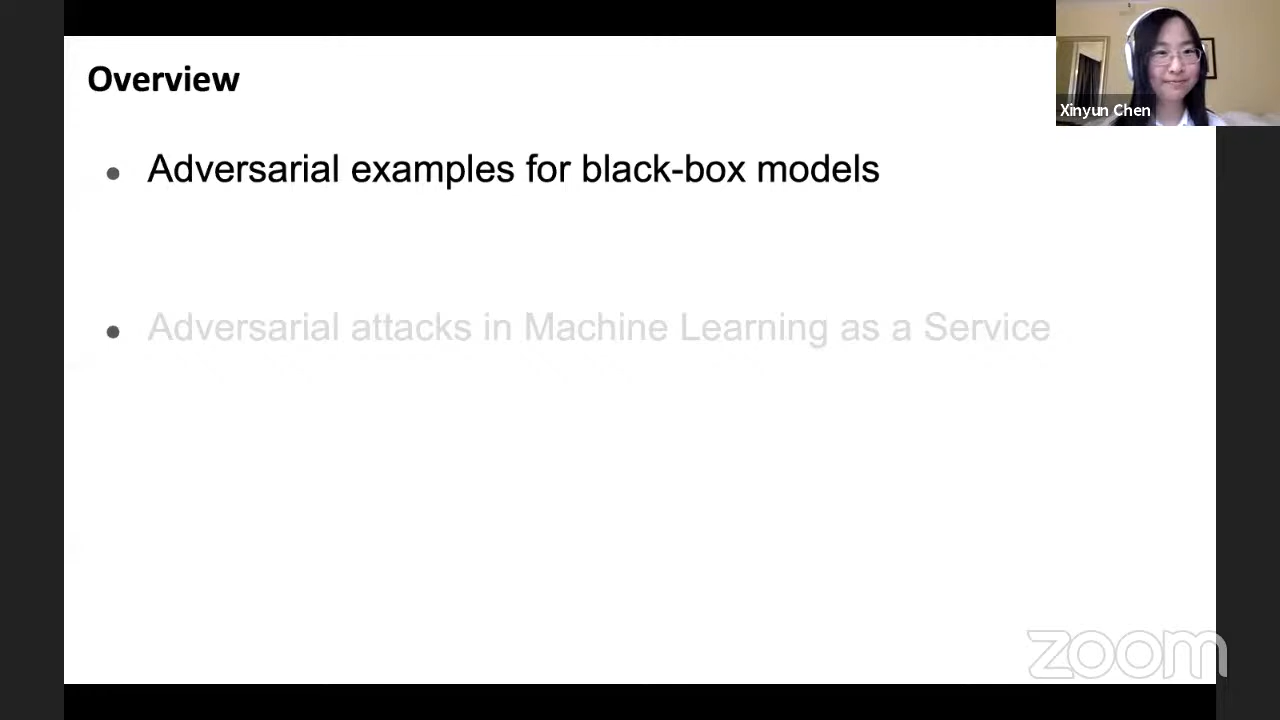 Overview
Xinyun Chen
● Adversarial examples for black-box models
● Adversarial attacks in Machine Learning as a Service
zoom